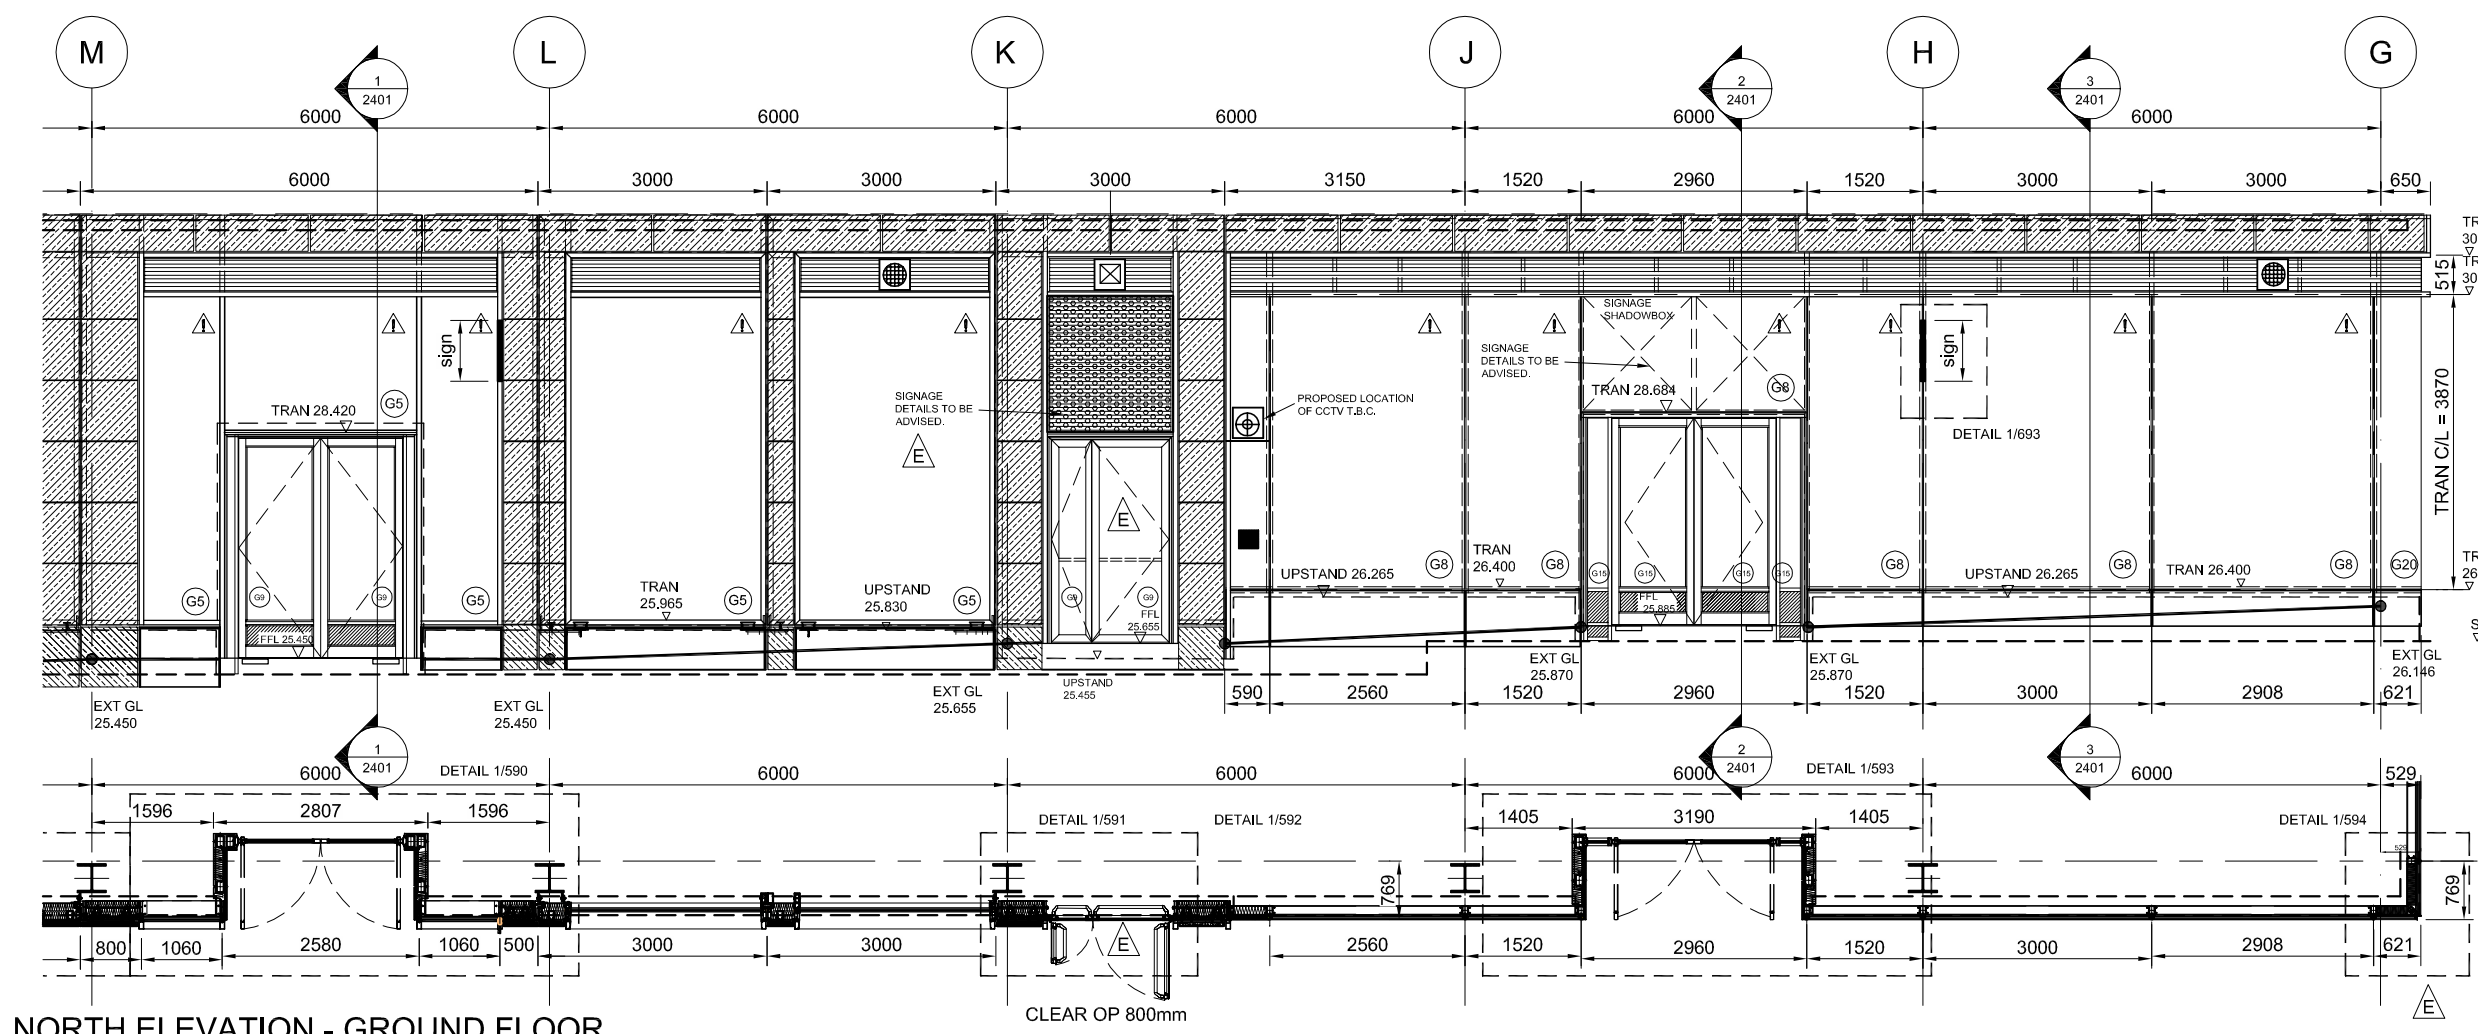 M
L
K
J
H
G
1
2401
2
2401
3
2401
6000
6000
6000
6000
6000
6000
3000
3000
3000
3150
1520
2960
1520
3000
3000
650
515
TRAN C/L = 3870
sign
SIGNAGE
SHADOWBOX
SIGNAGE
DETAILS TO BE
ADVISED.
sign
TRAN 28.420
G5
SIGNAGE
DETAILS TO BE
ADVISED.
E
PROPOSED LOCATION
OF CCTV T.B.C.
TRAN 28.684
G8
DETAIL 1/693
E
G5
G9
G9
G5
TRAN
25.965
G5
UPSTAND
25.830
G5
G9
G9
FFL
25.655
UPSTAND 26.265
G8
TRAN
26.400
G8
G15
G15
G15
G15
G8
UPSTAND 26.265
G8
TRAN 26.400
G8
G20
FFL 25.450
FFL
25.885
EXT GL
25.450
EXT GL
25.450
EXT GL
25.655
UPSTAND
25.455
EXT GL
25.870
EXT GL
25.870
EXT GL
26.146
590
2560
1520
2960
1520
3000
2908
621
1
2401
2
2401
3
2401
6000
DETAIL 1/590
6000
6000
6000
DETAIL 1/593
6000
529
1596
2807
1596
DETAIL 1/591
DETAIL 1/592
1405
3190
1405
DETAIL 1/594
529
769
769
800
1060
2580
1060
500
3000
3000
E
2560
1520
2960
1520
3000
2908
621
CLEAR OP 800mm
E
NORTH ELEVATION - GROUND FLOOR